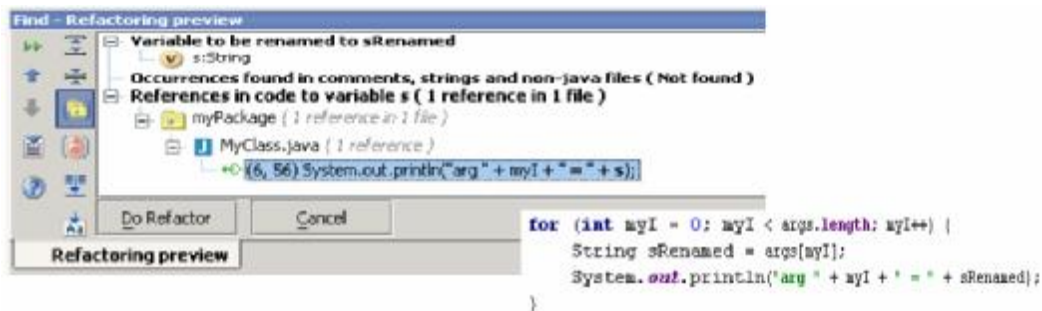 Find - Refactoring preview
Variable to be renamed to sRenamed
s:String
Occurrences found in comments, strings and non-java files ( Not found )
References in code to variable s ( 1 reference in 1 file )
myPackage ( 1 reference in 1 file )
MyClass.java ( 1 reference )
(6, 56) System.out.println("arg " + myI + " = " + s);
Do Refactor
Cancel
Refactoring preview
for (int myI = 0; myI < args.length; myI++) {
String sRenamed = args[myI];
System.out.println("arg " + myI + " = " + sRenamed);
}